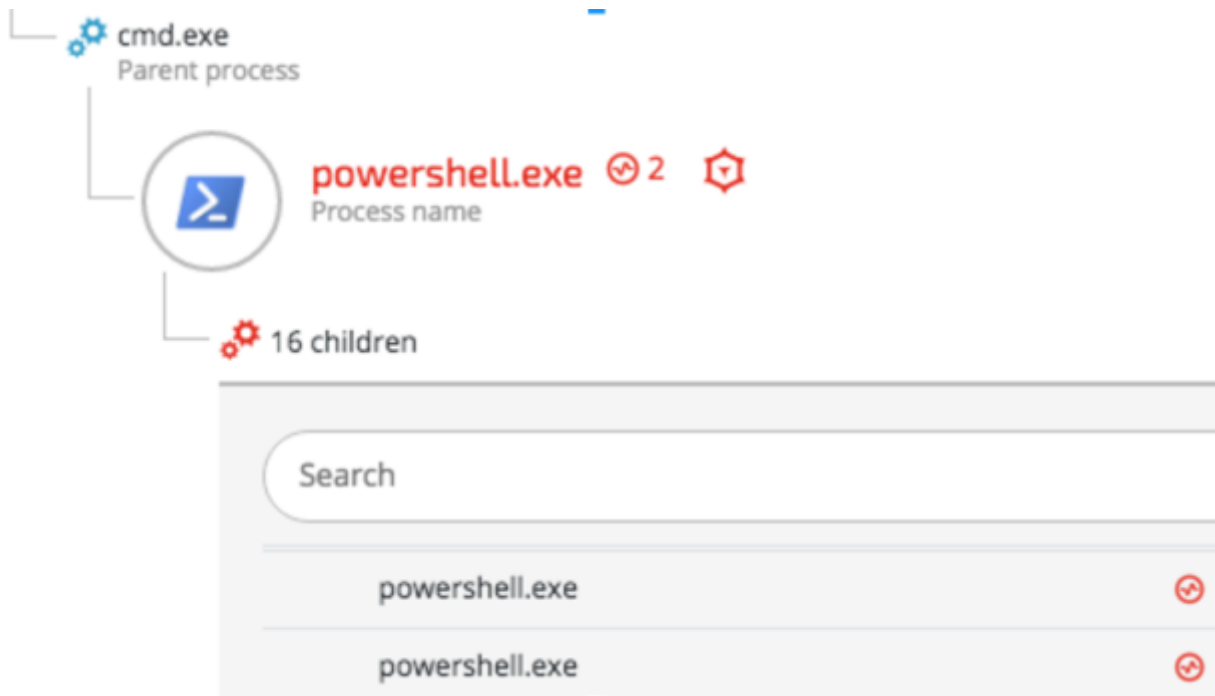 cmd.exe
Parent process
powershell.exe 2
Process name
16 children
Search
powershell.exe
powershell.exe